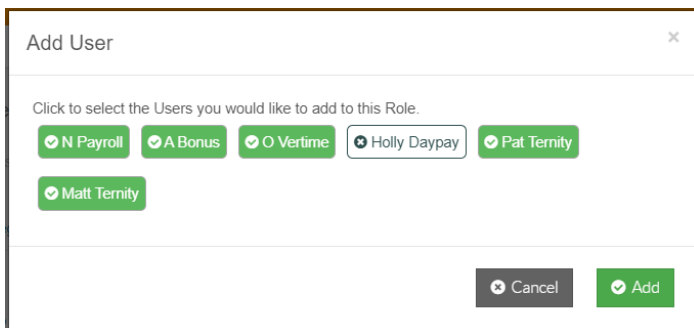 Add User ×
Click to select the Users you would like to add to this Role.
N Payroll A Bonus O Vertime Holly Daypay Pat Ternity
Matt Ternity
Cancel Add